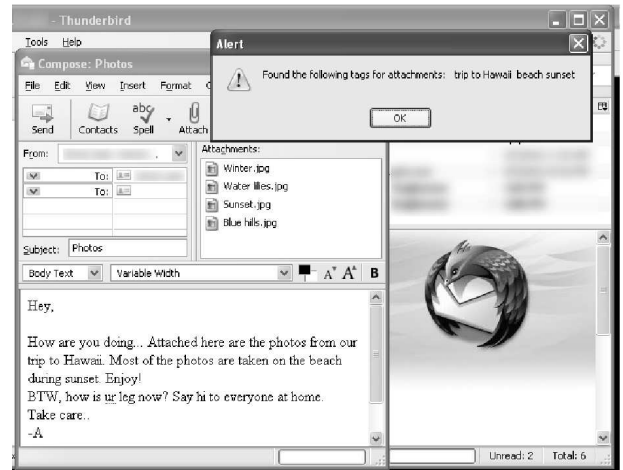 - Thunderbird
Tools Help
Alert
Compose: Photos
Found the following tags for attachments: trip to Hawaii beach sunset
OK
File Edit View Insert Format
Send Contacts Spell Attach
From:
To:
To:
Attachments:
Winter.jpg
Water lilies.jpg
Sunset.jpg
Blue hills.jpg
Subject: Photos
Body Text Variable Width A A B
Hey,
How are you doing... Attached here are the photos from our
trip to Hawaii. Most of the photos are taken on the beach
during sunset. Enjoy!
BTW, how is ur leg now? Say hi to everyone at home.
Take care..
-A
Unread: 2 Total: 6